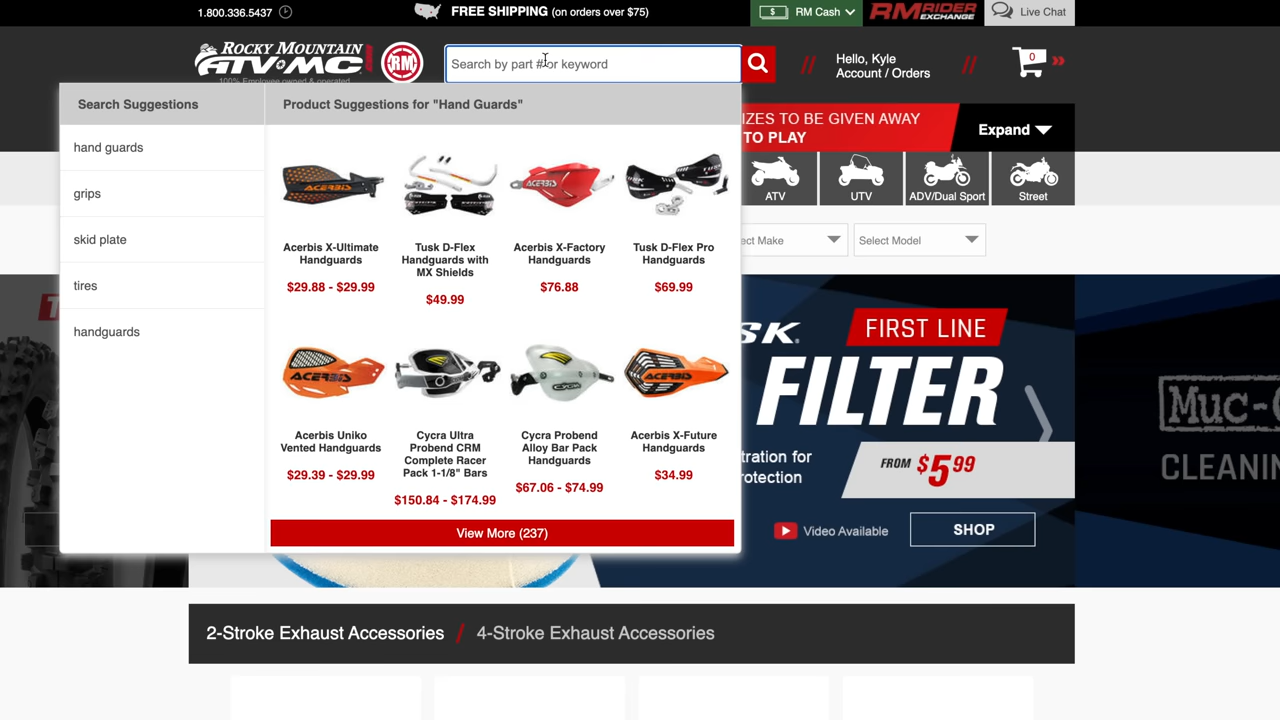 1.800.336.5437
FREE SHIPPING (on orders over $75)
RM Cash
RM RIDER EXCHANGE
Live Chat
ROCKY MOUNTAIN
ATV·MC
RM
Search by part # or keyword
Hello, Kyle
Account / Orders
0
Search Suggestions
hand guards
grips
skid plate
tires
handguards
Product Suggestions for "Hand Guards"
Acerbis X-Ultimate
Handguards
$29.88 - $29.99
Tusk D-Flex
Handguards with
MX Shields
$49.99
Acerbis X-Factory
Handguards
$76.88
Tusk D-Flex Pro
Handguards
$69.99
Acerbis Uniko
Vented Handguards
$29.39 - $29.99
Cycra Ultra
Probend CRM
Complete Racer
Pack 1-1/8" Bars
$150.84 - $174.99
Cycra Probend
Alloy Bar Pack
Handguards
$67.06 - $74.99
Acerbis X-Future
Handguards
$34.99
View More (237)
IZES TO BE GIVEN AWAY
TO PLAY
Expand
ATV
UTV
ADV/Dual Sport
Street
ect Make
Select Model
SK.
FIRST LINE
FILTER
tration for
rotection
FROM $5.99
Video Available
SHOP
Muc-O
CLEANIN
2-Stroke Exhaust Accessories / 4-Stroke Exhaust Accessories